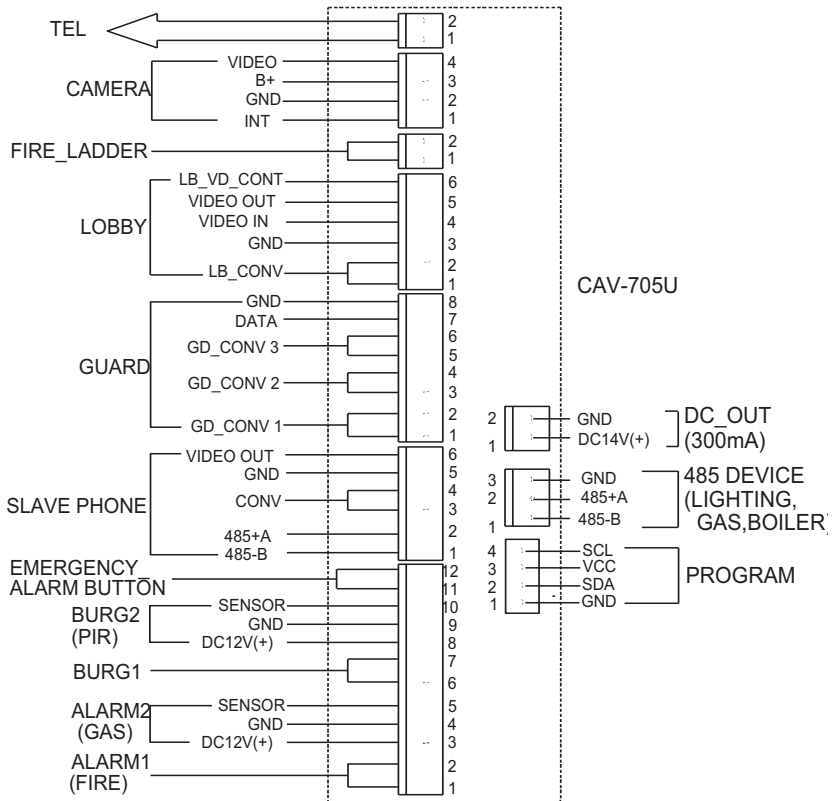 TEL
2
1
CAMERA
VIDEO 4
B+ 3
GND 2
INT 1
FIRE_LADDER
2
1
LOBBY
LB_VD_CONT 6
VIDEO OUT 5
VIDEO IN 4
GND 3
LB_CONV 2
1
GUARD
GND 8
DATA 7
GD_CONV 3 6
5
GD_CONV 2 4
3
GD_CONV 1 2
1
SLAVE PHONE
VIDEO OUT 6
GND 5
CONV 4
3
485+A 2
485-B 1
EMERGENCY
ALARM BUTTON
12
11
BURG2
(PIR)
SENSOR 10
GND 9
DC12V(+) 8
BURG1
7
6
ALARM2
(GAS)
SENSOR 5
GND 4
DC12V(+) 3
ALARM1
(FIRE)
2
1
CAV-705U
2 GND
1 DC14V(+)
DC_OUT
(300mA)
3 GND
2 485+A
1 485-B
485 DEVICE
(LIGHTING,
GAS,BOILER)
4 SCL
3 VCC
2 SDA
1 GND
PROGRAM